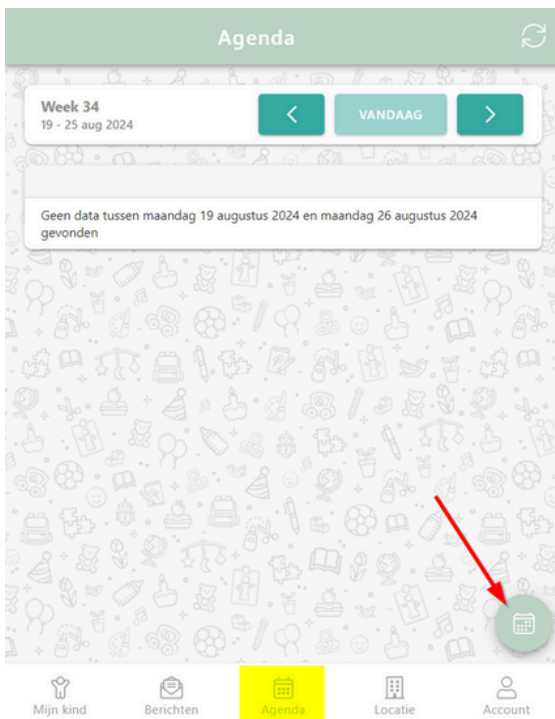 Agenda
Week 34
19 - 25 aug 2024
VANDAAG
Geen data tussen maandag 19 augustus 2024 en maandag 26 augustus 2024
gevonden
Mijn kind
Berichten
Agenda
Locatie
Account